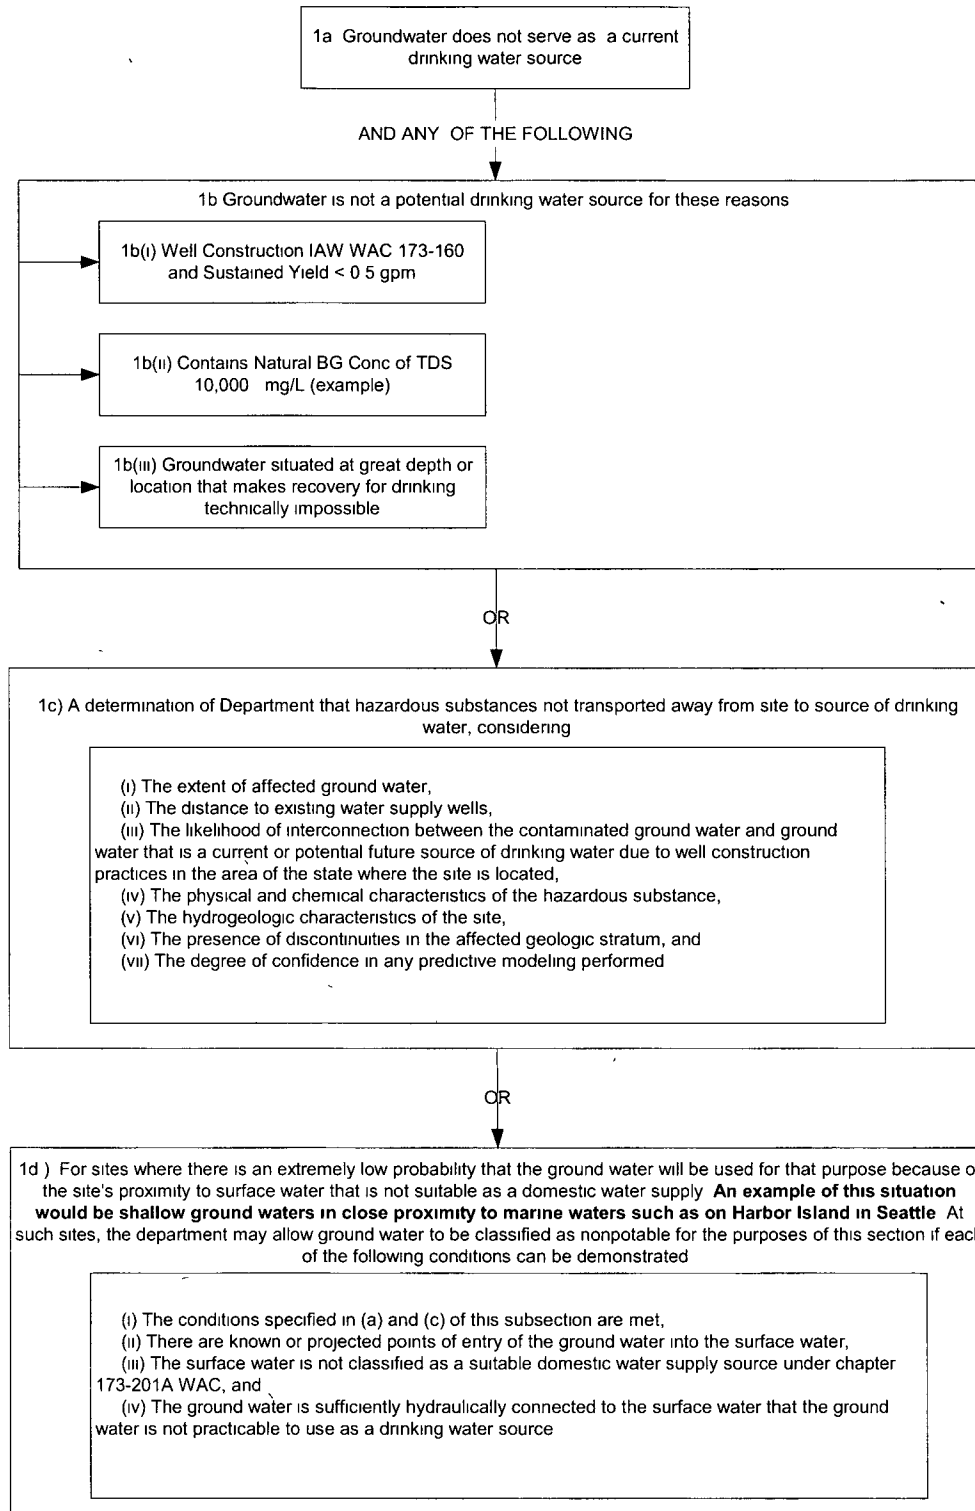 1a Groundwater does not serve as a current
drinking water source
AND ANY OF THE FOLLOWING
1b Groundwater is not a potential drinking water source for these reasons
1b(i) Well Construction IAW WAC 173-160
and Sustained Yield < 0 5 gpm
1b(ii) Contains Natural BG Conc of TDS
10,000 mg/L (example)
1b(iii) Groundwater situated at great depth or
location that makes recovery for drinking
technically impossible
OR
1c) A determination of Department that hazardous substances not transported away from site to source of drinking
water, considering
(i) The extent of affected ground water,
(ii) The distance to existing water supply wells,
(iii) The likelihood of interconnection between the contaminated ground water and ground
water that is a current or potential future source of drinking water due to well construction
practices in the area of the state where the site is located,
(iv) The physical and chemical characteristics of the hazardous substance,
(v) The hydrogeologic characteristics of the site,
(vi) The presence of discontinuities in the affected geologic stratum, and
(vii) The degree of confidence in any predictive modeling performed
OR
1d ) For sites where there is an extremely low probability that the ground water will be used for that purpose because o
the site's proximity to surface water that is not suitable as a domestic water supply An example of this situation
would be shallow ground waters in close proximity to marine waters such as on Harbor Island in Seattle At
such sites, the department may allow ground water to be classified as nonpotable for the purposes of this section if each
of the following conditions can be demonstrated
(i) The conditions specified in (a) and (c) of this subsection are met,
(ii) There are known or projected points of entry of the ground water into the surface water,
(iii) The surface water is not classified as a suitable domestic water supply source under chapter
173-201A WAC, and
(iv) The ground water is sufficiently hydraulically connected to the surface water that the ground
water is not practicable to use as a drinking water source